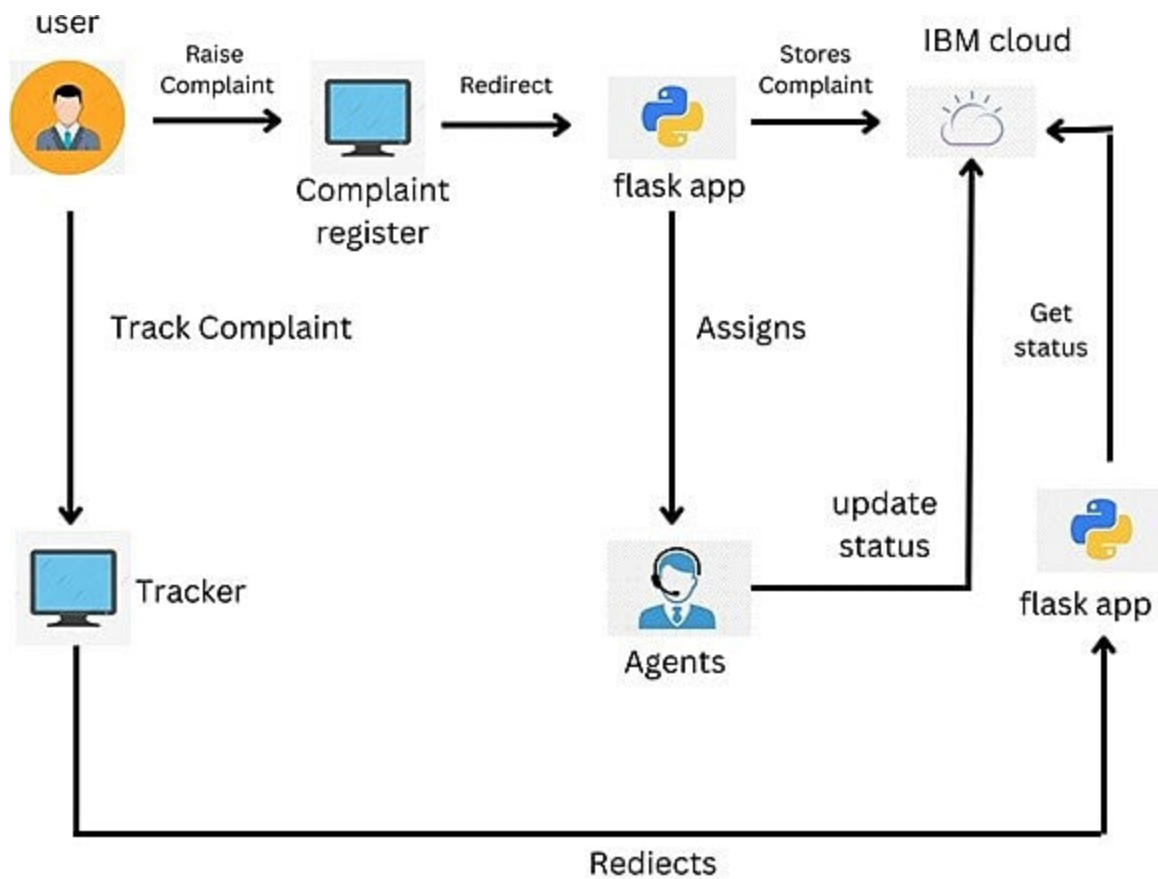 user
Raise
Complaint
Redirect
Stores
Complaint
IBM cloud
Complaint
register
flask app
Track Complaint
Assigns
Get
status
update
status
Tracker
Agents
flask app
Rediects